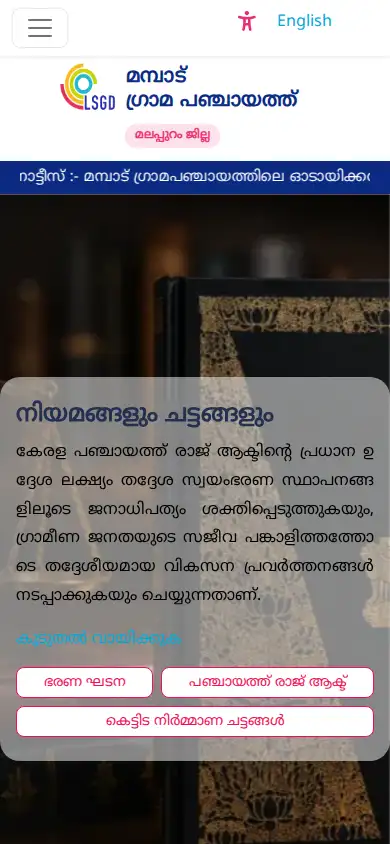 English
LSGD
മമ്പാട്
ഗ്രാമ പഞ്ചായത്ത്
മലപ്പുറം ജില്ല
നോട്ടീസ് :- മമ്പാട് ഗ്രാമപഞ്ചായത്തിലെ
നിയമങ്ങളും ചട്ടങ്ങളും
കേരള പഞ്ചായത്ത് രാജ് ആക്ടിന്റെ പ്രധാന ഉ
ദ്ദേശ ലക്ഷ്യം തദ്ദേശ സ്വയംഭരണ സ്ഥാപനങ്ങ
ളിലൂടെ ജനാധിപത്യം ശക്തിപ്പെടുത്തുകയും,
ഗ്രാമീണ ജനതയുടെ സജീവ പങ്കാളിത്തത്തോ
ടെ തദ്ദേശീയമായ വികസന പ്രവർത്തനങ്ങൾ
നടപ്പാക്കുകയും ചെയ്യുന്നതാണ്.
കൂടുതൽ വായിക്കുക
ഭരണ ഘടന
പഞ്ചായത്ത് രാജ് ആക്ട്
കെട്ടിട നിർമ്മാണ ചട്ടങ്ങൾ